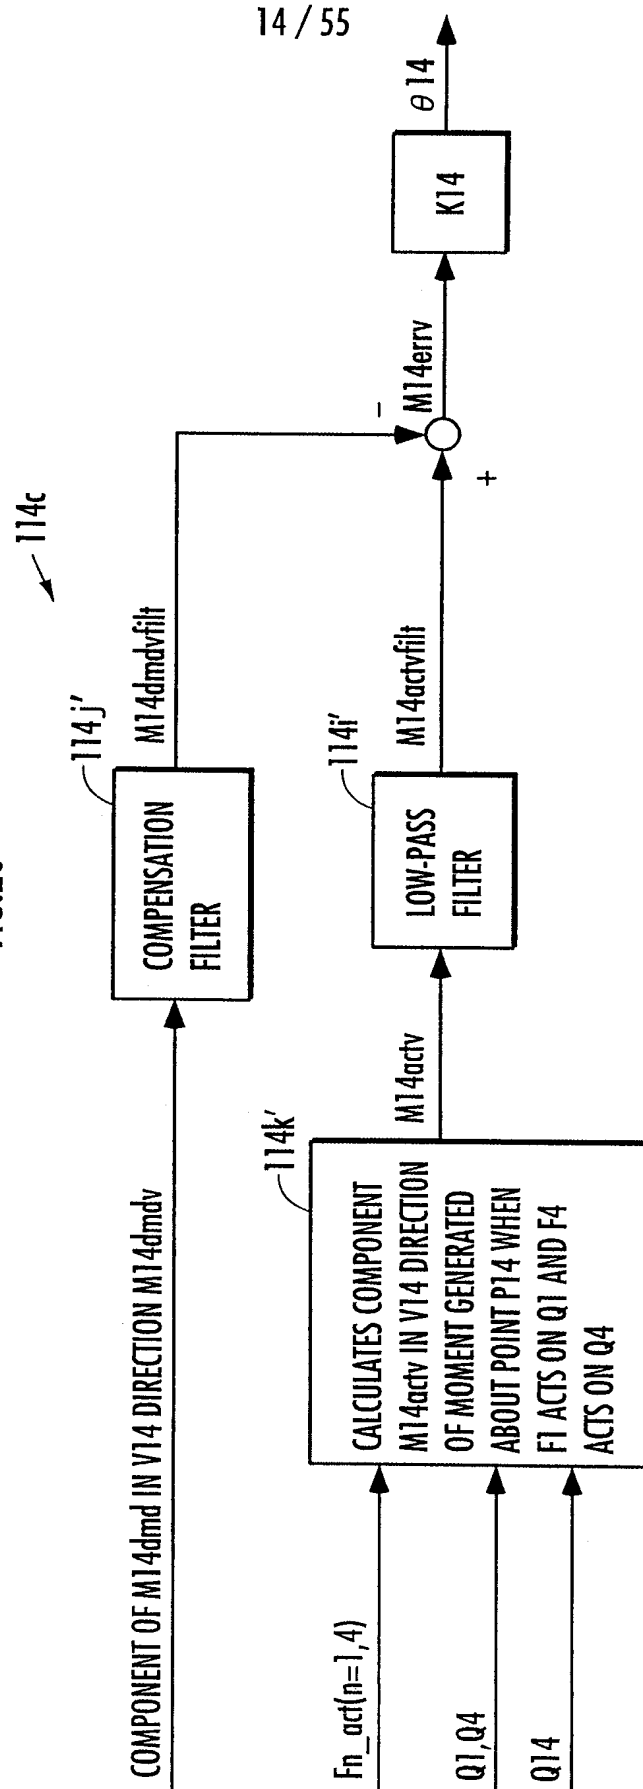 14 / 55
114c
COMPONENT OF M14dmd IN V14 DIRECTION M14dmdv
114j'
COMPENSATION
FILTER
M14dmdvfilt
Fn_act(n=1,4)
Q1,Q4
Q14
114k'
CALCULATES COMPONENT
M14actv IN V14 DIRECTION
OF MOMENT GENERATED
ABOUT POINT P14 WHEN
F1 ACTS ON Q1 AND F4
ACTS ON Q4
M14actv
114i'
LOW-PASS
FILTER
M14actvfilt
-
+
M14errv
K14
θ14